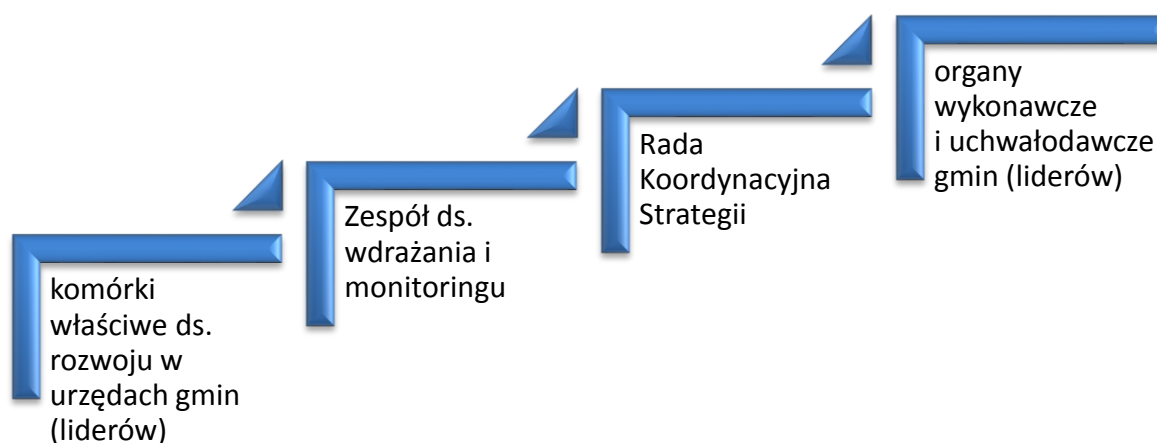 komórki
właściwe ds.
rozwoju w
urzędach gmin
(liderów)
Zespół ds.
wdrażania i
monitoringu
Rada
Koordynacyjna
Strategii
organy
wykonawcze
i uchwałodawcze
gmin (liderów)